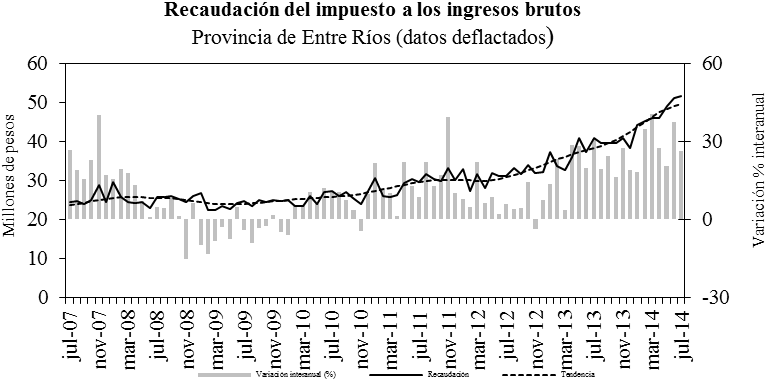 Recaudación del impuesto a los ingresos brutos
Provincia de Entre Ríos (datos deflactados)
Millones de pesos
60
50
40
30
20
10
0
60
30
0
-30
Variación % interanual
jul-07
nov-07
mar-08
jul-08
nov-08
mar-09
jul-09
nov-09
mar-10
jul-10
nov-10
mar-11
jul-11
nov-11
mar-12
jul-12
nov-12
mar-13
jul-13
nov-13
mar-14
jul-14
Variación interanual (%)
Recaudación
Tendencia